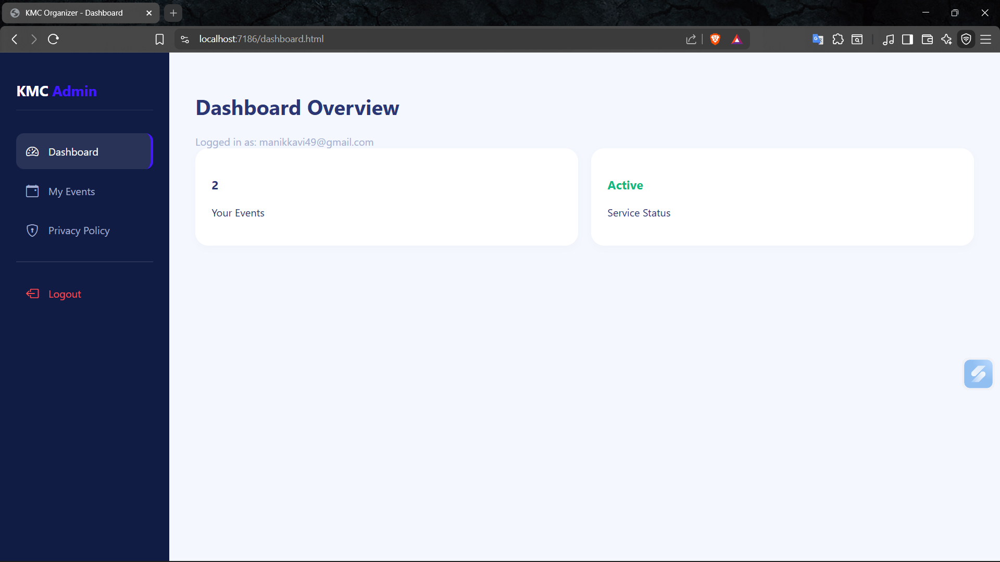 KMC Organizer - Dashboard
localhost:7186/dashboard.html
KMC Admin
Dashboard
My Events
Privacy Policy
Logout
Dashboard Overview
Logged in as: manikkavi49@gmail.com
2
Your Events
Active
Service Status